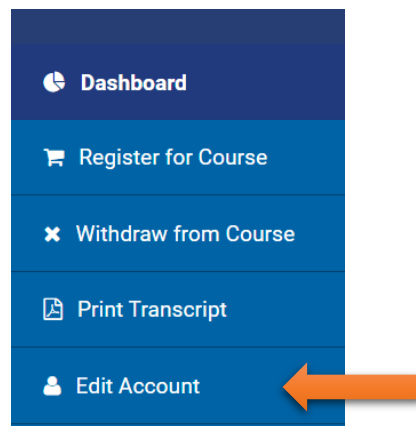 Dashboard
Register for Course
Withdraw from Course
Print Transcript
Edit Account